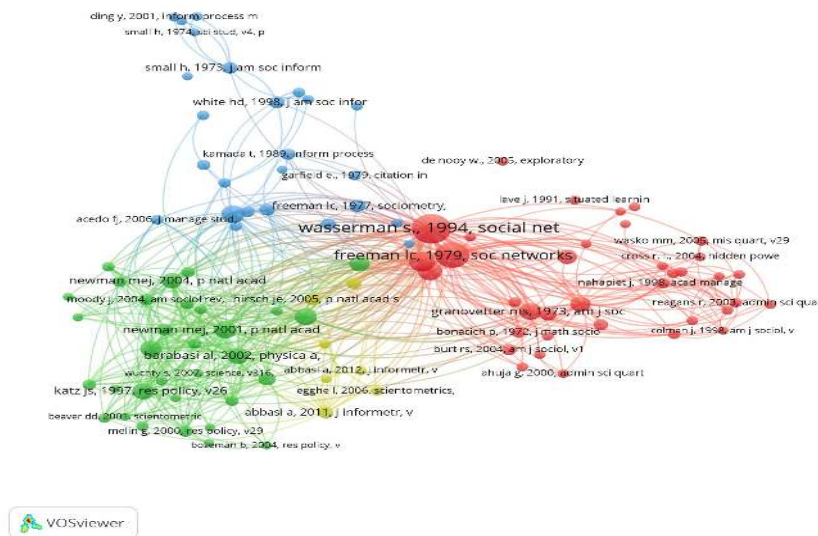 ding y, 2001, inform process m
small h, 1974, sci stud, v4, p
small h, 1973, j am soc inform
white hd, 1998, j am soc infor
kamada t, 1989, inform process
de nooy w., 2005, exploratory
garfield e., 1979, citation in
lave j, 1991, situated learnin
freeman lc, 1977, sociometry,
acedo fj, 2006, j manage stud,
wasserman s., 1994, social net
wasko mm, 2005, mis quart, v29
freeman lc, 1979, soc networks
cross r. ., 2004, hidden powe
newman mej, 2004, p natl acad
nahapiet j, 1998, acad manage
moody j, 2004, am sociol rev,
hirsch je, 2005, p natl acad s
reagans r, 2003, admin sci qua
granovetter ms, 1973, am j soc
newman mej, 2001, p natl acad
bonacich p, 1972, j math socio
colman j, 1998, am j sociol, v
barabasi al, 2002, physica a,
burt rs, 2004, am j sociol, v1
wuchty s, 2007, science, v316,
abbasi a, 2012, j informetr, v
ahuja g, 2000, admin sci quart
katz js, 1997, res policy, v26
egghe l, 2006, scientometrics,
beaver dd, 2001, scientometric
abbasi a, 2011, j informetr, v
melin g, 2000, res policy, v29
bozeman b, 2004, res policy, v
VOSviewer